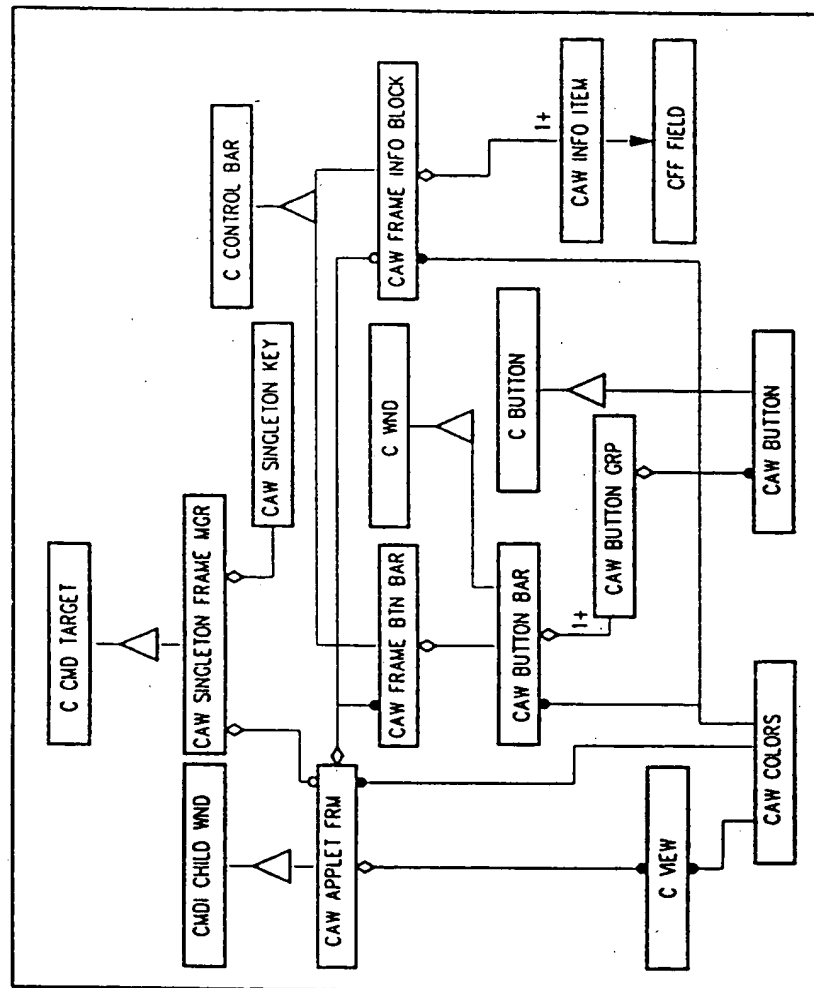 C CMD TARGET
CMDI CHILD WND
CAW SINGLETON FRAME MGR
CAW SINGLETON KEY
C CONTROL BAR
CAW APPLET FRM
CAW FRAME BTN BAR
C WND
CAW FRAME INFO BLOCK
CAW BUTTON BAR
C BUTTON
1+
CAW INFO ITEM
1+
CAW BUTTON GRP
C VIEW
CAW COLORS
CAW BUTTON
CFF FIELD